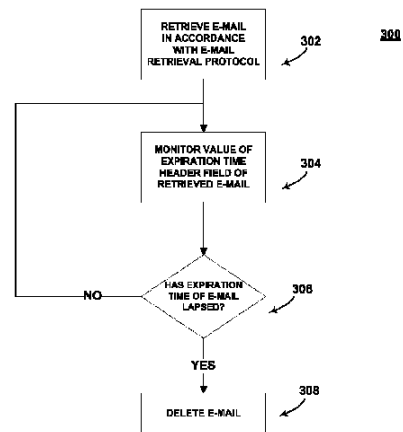 RETRIEVE E-MAIL
IN ACCORDANCE
WITH E-MAIL
RETRIEVAL PROTOCOL
302
300
MONITOR VALUE OF
EXPIRATION TIME
HEADER FIELD OF
RETRIEVED E-MAIL
304
HAS EXPIRATION
TIME OF E-MAIL
LAPSED?
306
NO
YES
DELETE E-MAIL
308